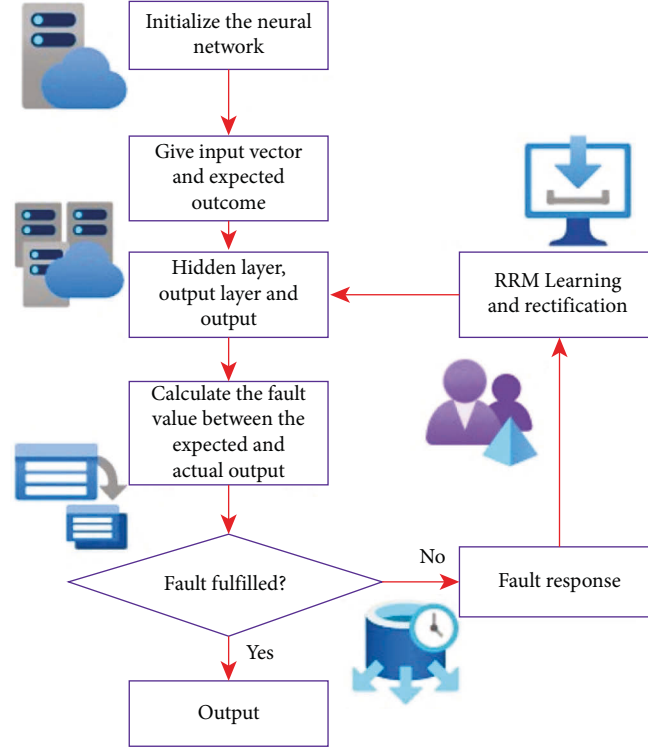 Initialize the neural
network
Give input vector
and expected
outcome
Hidden layer,
output layer and
output
RRM Learning
and rectification
Calculate the fault
value between the
expected and
actual output
Fault fulfilled?
No
Fault response
Yes
Output